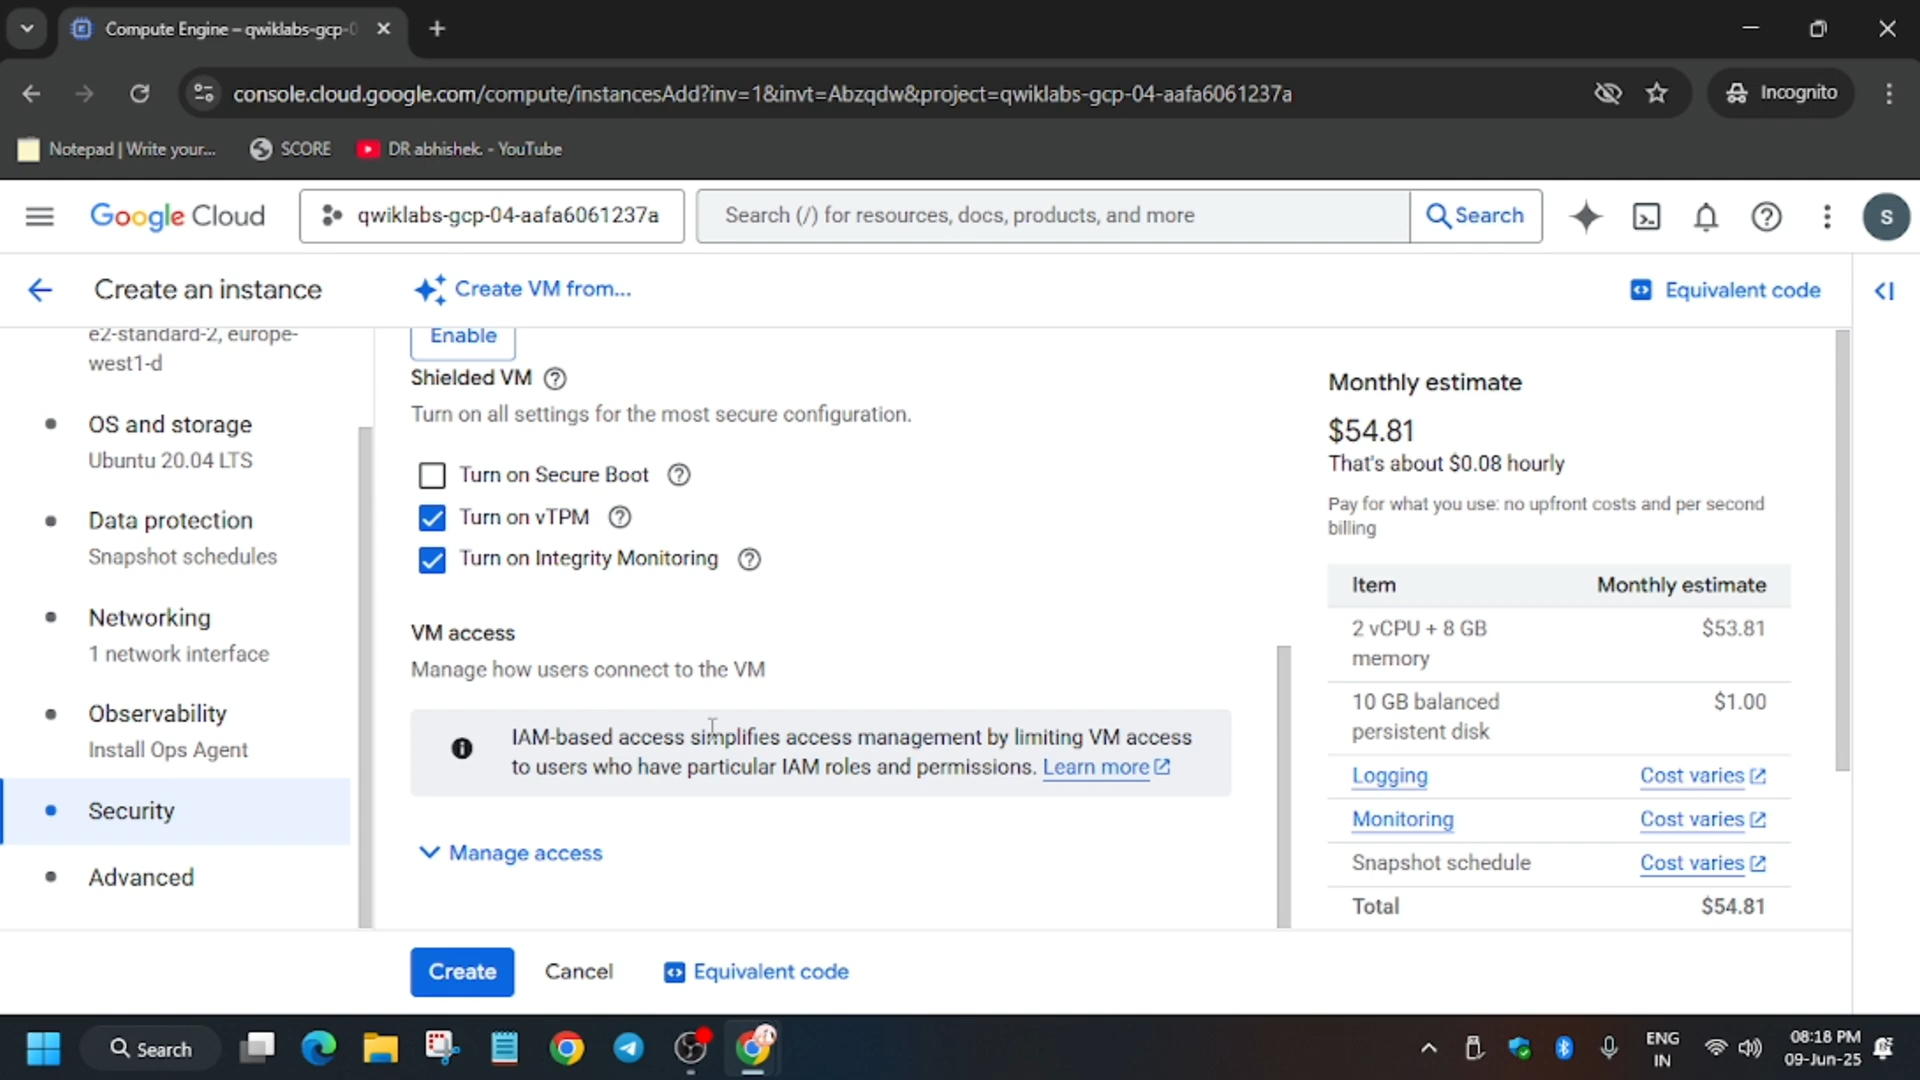 Compute Engine – qwiklabs-gcp-0
console.cloud.google.com/compute/instancesAdd?inv=1&invt=Abzqdw&project=qwiklabs-gcp-04-aafa6061237a
Incognito
Notepad | Write your...
SCORE
DR abhishek. - YouTube
Google Cloud
qwiklabs-gcp-04-aafa6061237a
Search (/) for resources, docs, products, and more
Search
S
Create an instance
Create VM from...
Equivalent code
e2-standard-2, europe-
west1-d
OS and storage
Ubuntu 20.04 LTS
Data protection
Snapshot schedules
Networking
1 network interface
Observability
Install Ops Agent
Security
Advanced
Enable
Shielded VM
Turn on all settings for the most secure configuration.
Turn on Secure Boot
Turn on vTPM
Turn on Integrity Monitoring
VM access
Manage how users connect to the VM
IAM-based access simplifies access management by limiting VM access
to users who have particular IAM roles and permissions. Learn more
Manage access
Monthly estimate
$54.81
That's about $0.08 hourly
Pay for what you use: no upfront costs and per second
billing
Item Monthly estimate
2 vCPU + 8 GB
memory $53.81
10 GB balanced
persistent disk $1.00
Logging Cost varies
Monitoring Cost varies
Snapshot schedule Cost varies
Total $54.81
Create
Cancel
Equivalent code
Search
ENG
IN
08:18 PM
09-Jun-25